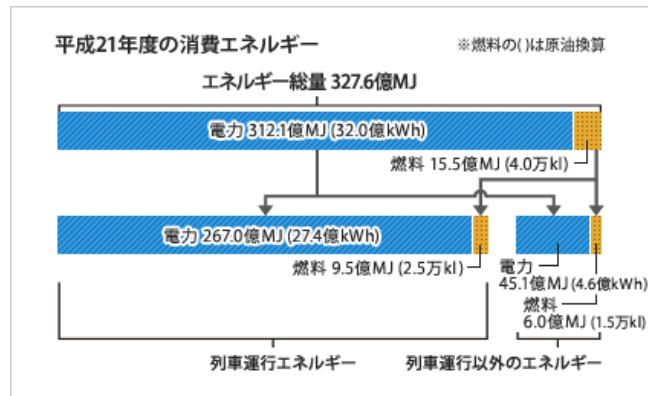 平成21年度の消費エネルギー
※燃料の( )は原油換算
エネルギー総量 327.6億MJ
電力 312.1億MJ (32.0億kWh)
燃料 15.5億MJ (4.0万kl)
電力 267.0億MJ (27.4億kWh)
燃料 9.5億MJ (2.5万kl)
電力
45.1億MJ (4.6億kWh)
燃料
6.0億MJ (1.5万kl)
列車運行エネルギー
列車運行以外のエネルギー